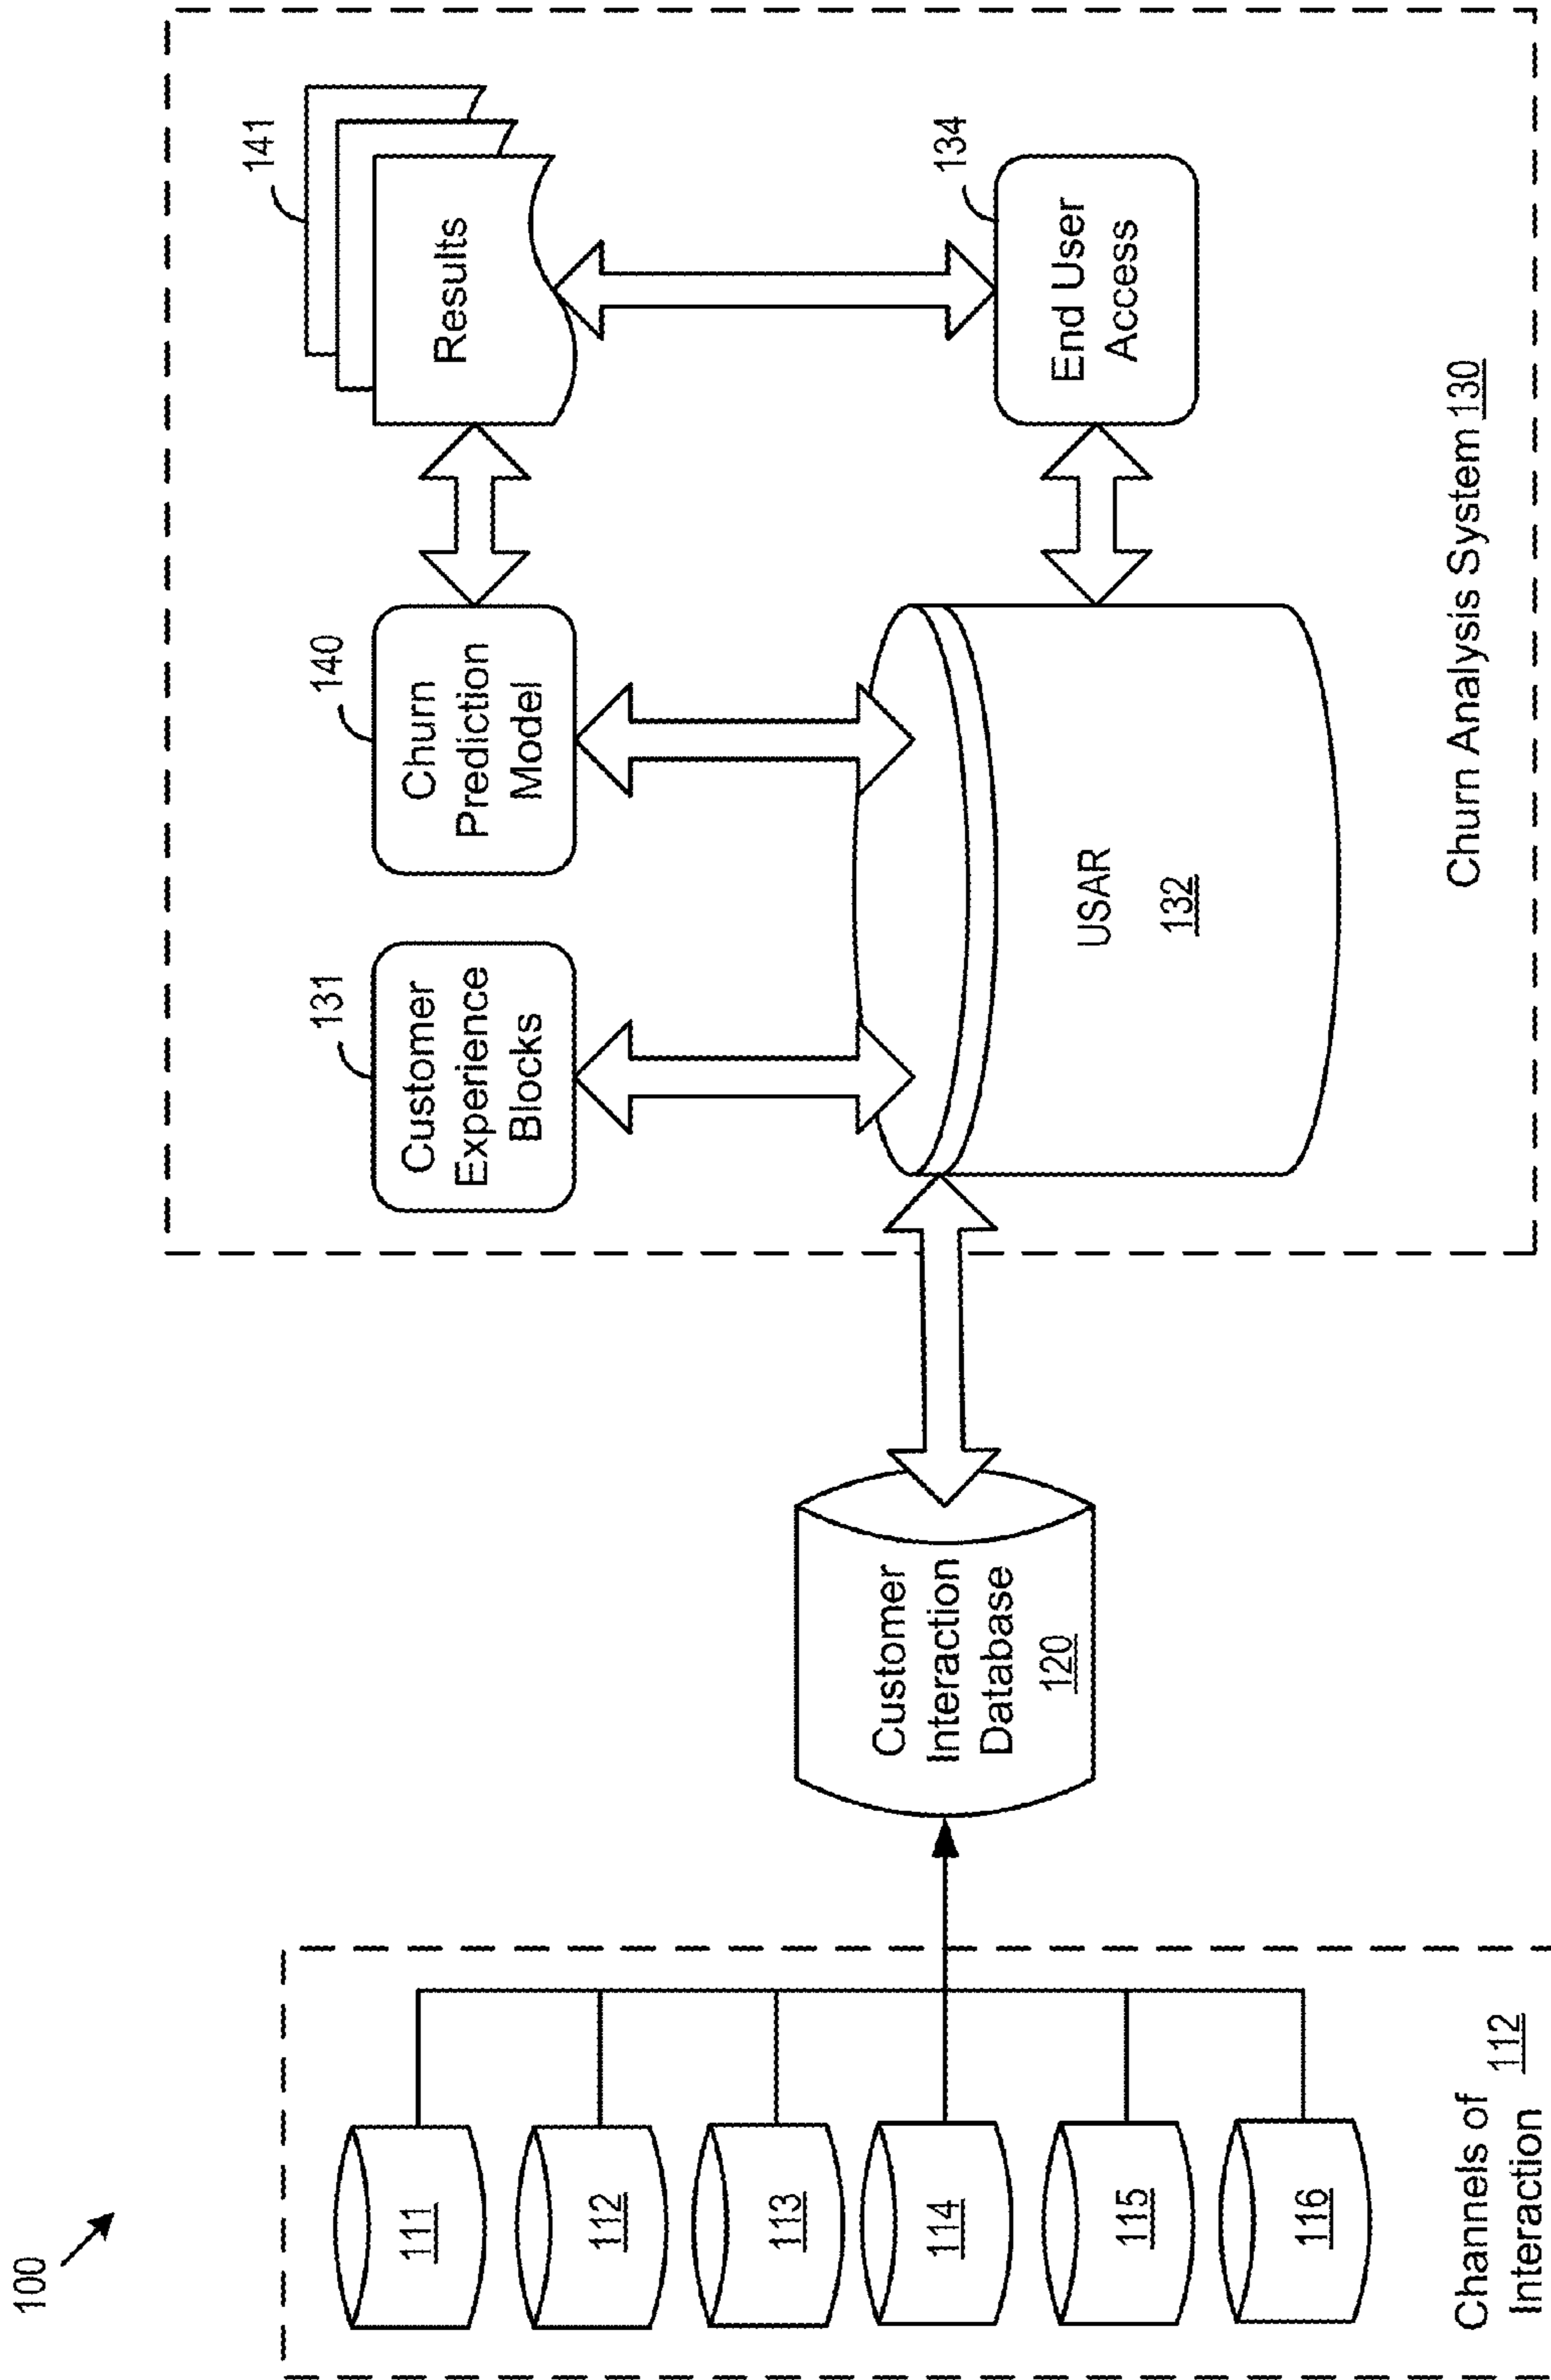 100
111
112
113
114
115
116
Channels of
Interaction 112
Customer
Interaction
Database
120
131
Customer
Experience
Blocks
140
Churn
Prediction
Model
141
Results
USAR
132
134
End User
Access
Churn Analysis System 130